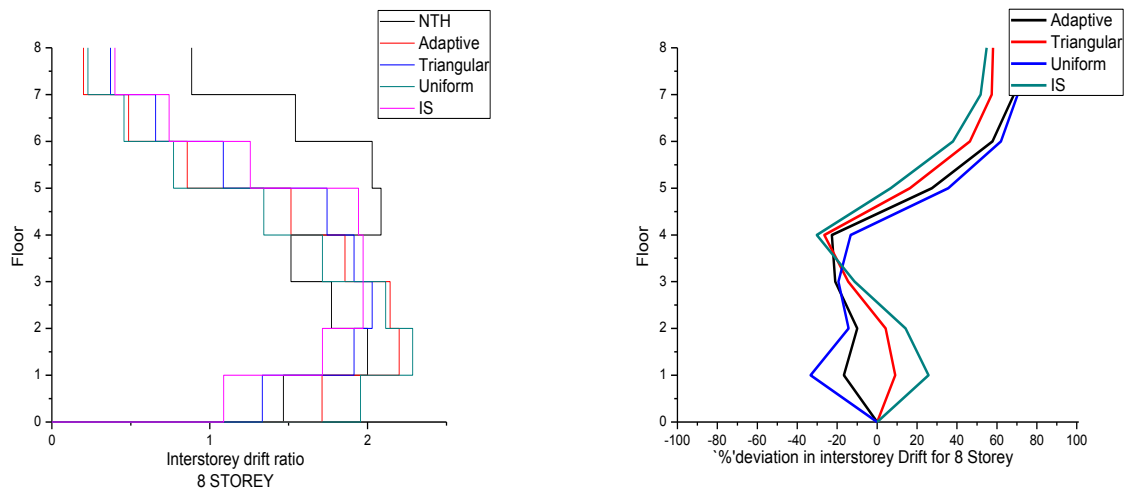 NTH
Adaptive
Triangular
Uniform
IS
8
7
6
5
4
3
2
1
0
Floor
0 1 2
Interstorey drift ratio
8 STOREY
Adaptive
Triangular
Uniform
IS
8
7
6
5
4
3
2
1
0
Floor
-100 -80 -60 -40 -20 0 20 40 60 80 100
`%'deviation in interstorey Drift for 8 Storey